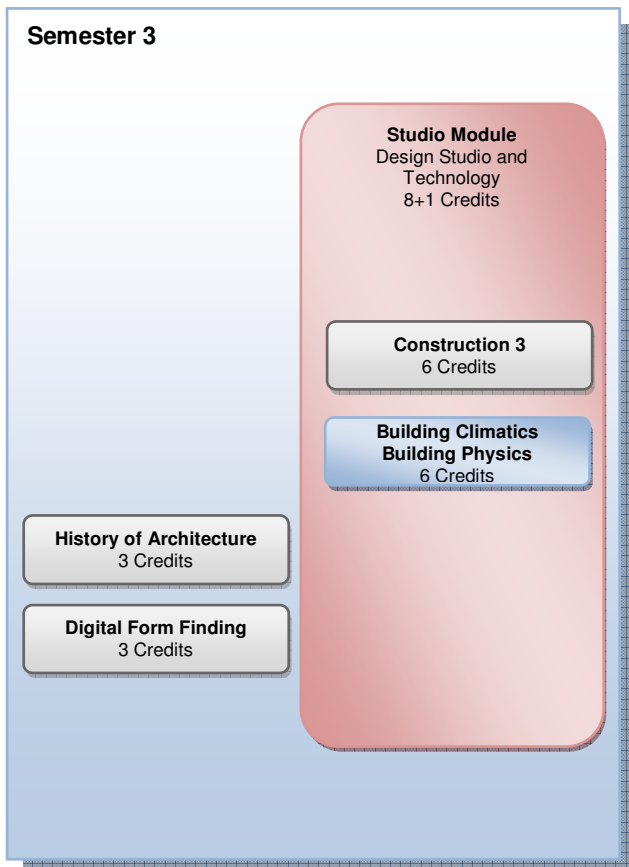 Semester 3
Studio Module
Design Studio and
Technology
8+1 Credits
Construction 3
6 Credits
Building Climatics
Building Physics
6 Credits
History of Architecture
3 Credits
Digital Form Finding
3 Credits